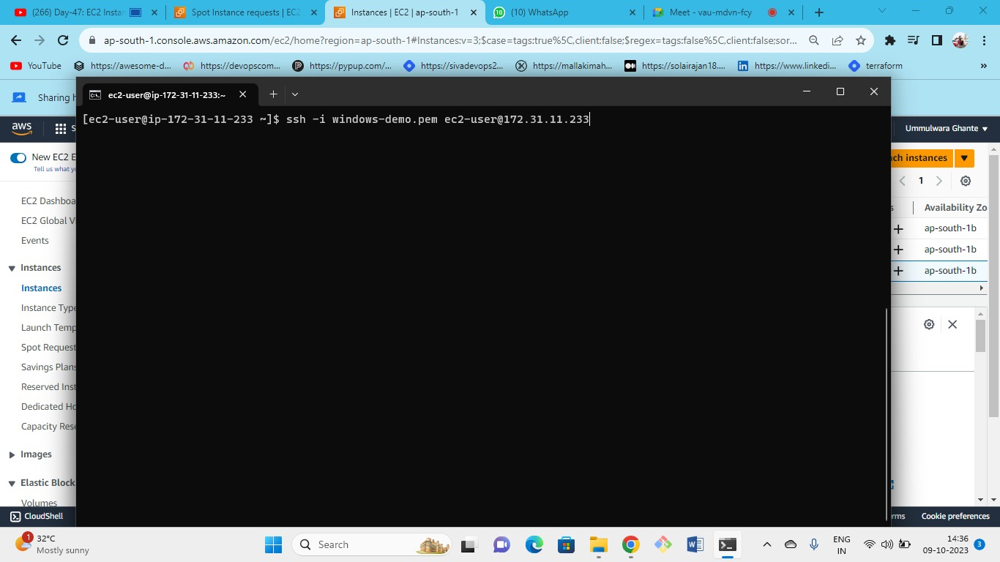 (266) Day-47: EC2 Insta
Spot Instance requests | EC2
Instances | EC2 | ap-south-1
(10) WhatsApp
Meet - vau-mdvn-fcy
ap-south-1.console.aws.amazon.com/ec2/home?region=ap-south-1#Instances:v=3;$case=tags:true%5C,client:false;$regex=tags:false%5C,client:false;sor...
YouTube
https://awesome-d...
https://devopscom...
https://pypup.com/...
https://sivadevops2...
https://mallakimah...
https://solairajan18....
https://www.linkedi...
terraform
»
Sharing h
ec2-user@ip-172-31-11-233:~
[ec2-user@ip-172-31-11-233 ~]$ ssh -i windows-demo.pem ec2-user@172.31.11.233
aws
S
Ummulwara Ghante
New EC2 E
Tell us what yo
ch instances
1
EC2 Dashboa
EC2 Global V
Events
Instances
Instances
Instance Type
Launch Temp
Spot Request
Savings Plans
Reserved Inst
Dedicated Ho
Capacity Rese
Images
Elastic Block
Volumes
s
Availability Zo
ap-south-1b
ap-south-1b
ap-south-1b
CloudShell
rms
Cookie preferences
1
32°C
Mostly sunny
Search
ENG
IN
14:36
09-10-2023
3